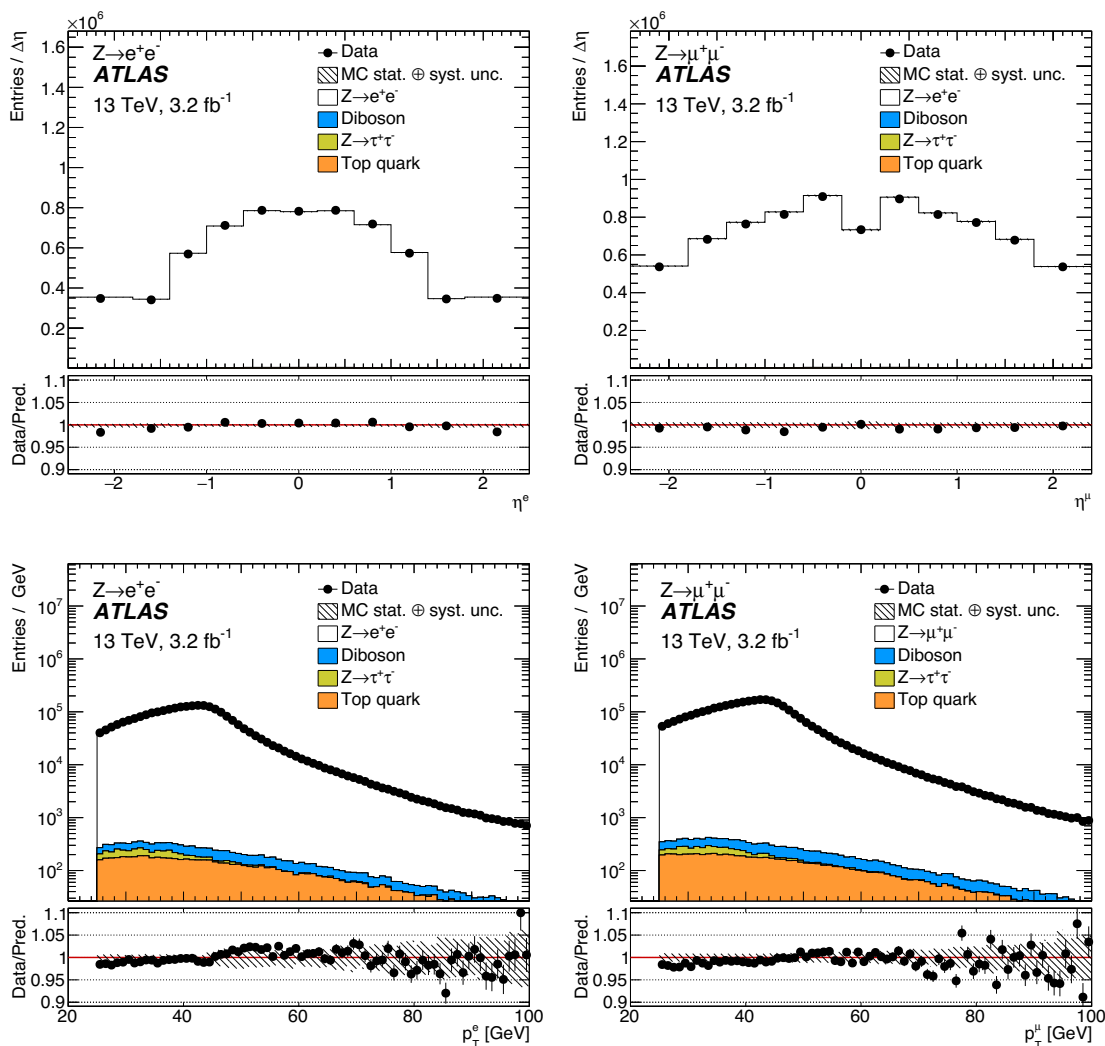 ×10⁶
Entries / Δη
Z→e⁺e⁻
ATLAS
13 TeV, 3.2 fb⁻¹
Data
MC stat. ⊕ syst. unc.
Z→e⁺e⁻
Diboson
Z→τ⁺τ⁻
Top quark
1.6
1.4
1.2
1
0.8
0.6
0.4
0.2
Data/Pred.
1.1
1.05
1
0.95
0.9
−2 −1 0 1 2
ηᵉ
×10⁶
Entries / Δη
Z→μ⁺μ⁻
ATLAS
13 TeV, 3.2 fb⁻¹
Data
MC stat. ⊕ syst. unc.
Z→e⁺e⁻
Diboson
Z→τ⁺τ⁻
Top quark
1.6
1.4
1.2
1
0.8
0.6
0.4
0.2
Data/Pred.
1.1
1.05
1
0.95
0.9
−2 −1 0 1 2
η^μ
Entries / GeV
Z→e⁺e⁻
ATLAS
13 TeV, 3.2 fb⁻¹
Data
MC stat. ⊕ syst. unc.
Z→e⁺e⁻
Diboson
Z→τ⁺τ⁻
Top quark
10⁷
10⁶
10⁵
10⁴
10³
10²
Data/Pred.
1.1
1.05
1
0.95
0.9
20 40 60 80 100
p_T^e [GeV]
Entries / GeV
Z→μ⁺μ⁻
ATLAS
13 TeV, 3.2 fb⁻¹
Data
MC stat. ⊕ syst. unc.
Z→μ⁺μ⁻
Diboson
Z→τ⁺τ⁻
Top quark
10⁷
10⁶
10⁵
10⁴
10³
10²
Data/Pred.
1.1
1.05
1
0.95
0.9
20 40 60 80 100
p_T^μ [GeV]